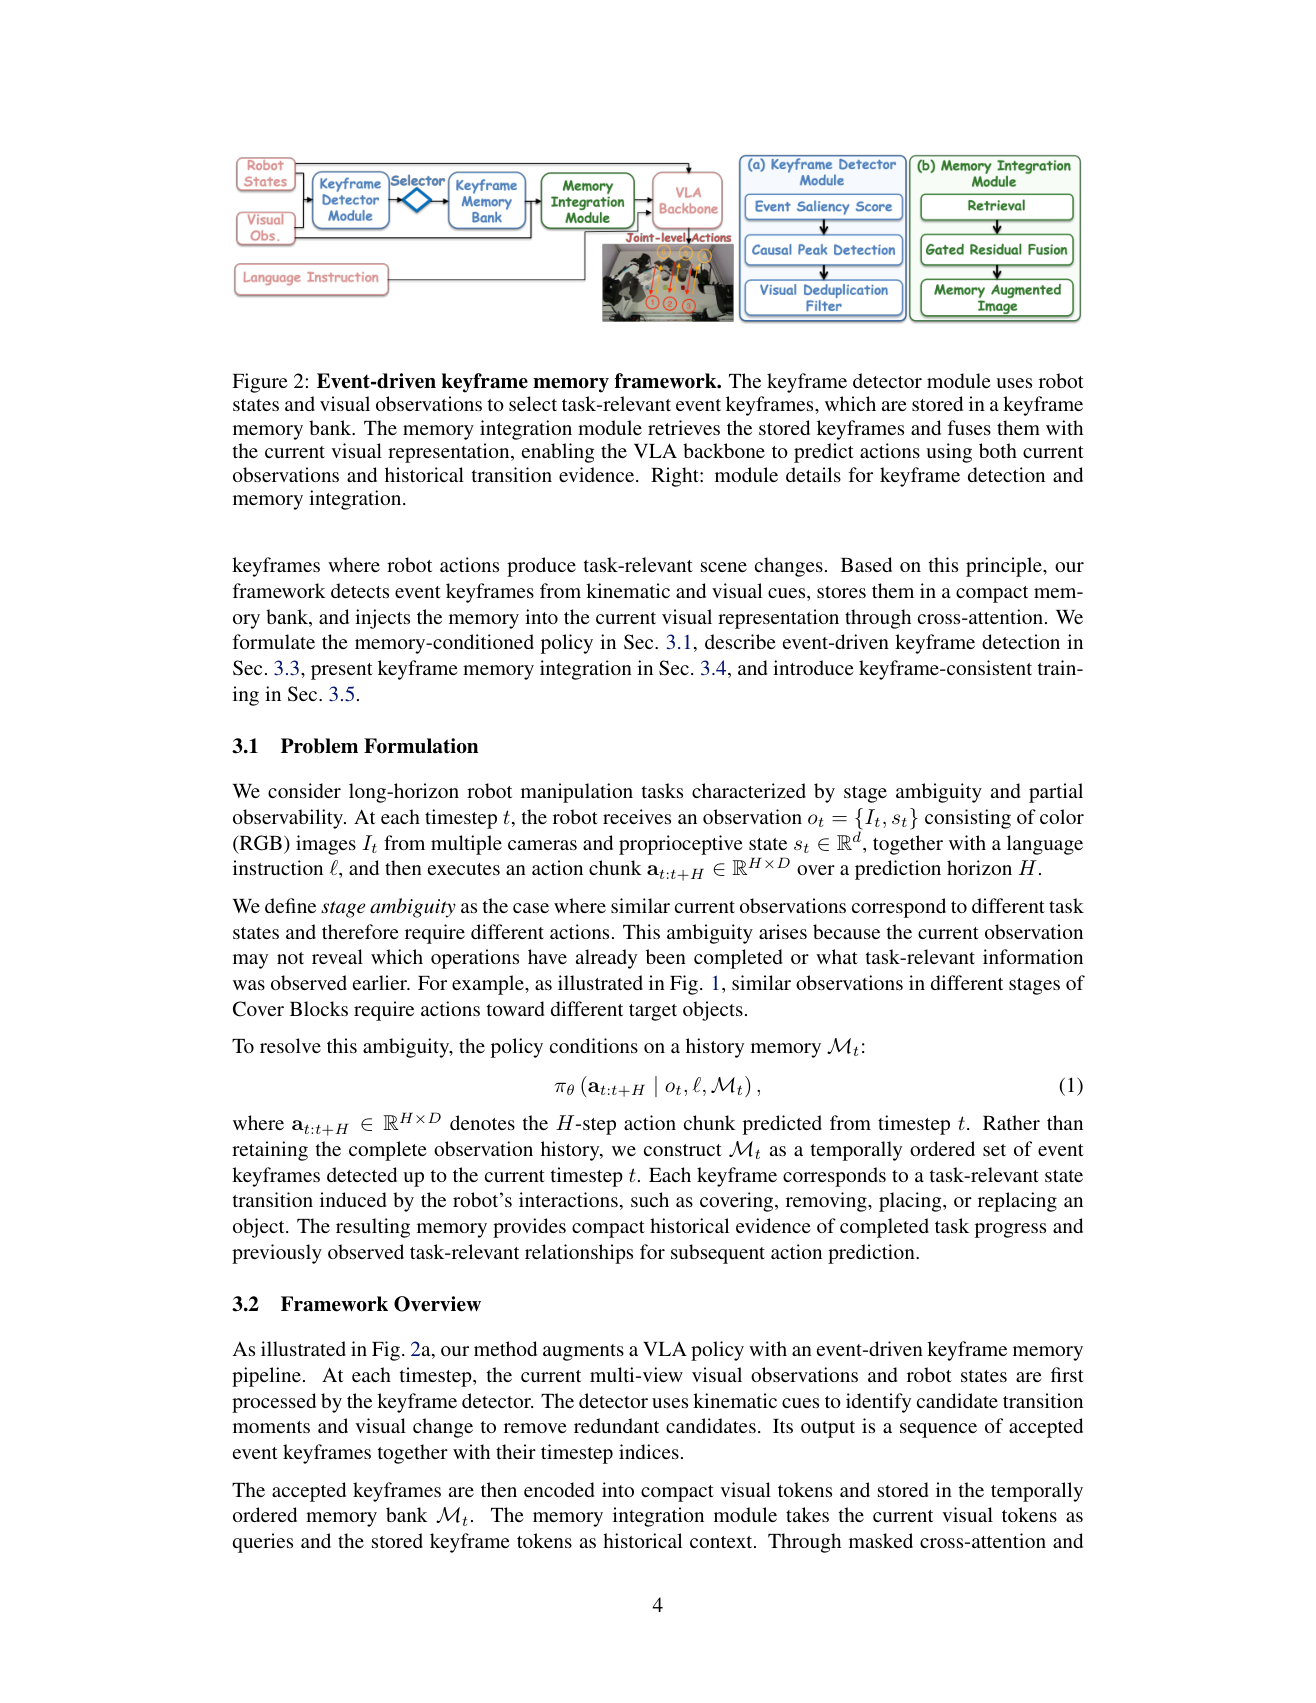 Robot
States
Visual
Obs.
Language Instruction
Keyframe
Detector
Module
Selector
Keyframe
Memory
Bank
Memory
Integration
Module
VLA
Backbone
Joint-level Actions
1 2 3
(a) Keyframe Detector
Module
Event Saliency Score
Causal Peak Detection
Visual Deduplication
Filter
(b) Memory Integration
Module
Retrieval
Gated Residual Fusion
Memory Augmented
Image
Figure 2: Event-driven keyframe memory framework. The keyframe detector module uses robot
states and visual observations to select task-relevant event keyframes, which are stored in a keyframe
memory bank. The memory integration module retrieves the stored keyframes and fuses them with
the current visual representation, enabling the VLA backbone to predict actions using both current
observations and historical transition evidence. Right: module details for keyframe detection and
memory integration.
keyframes where robot actions produce task-relevant scene changes. Based on this principle, our
framework detects event keyframes from kinematic and visual cues, stores them in a compact mem-
ory bank, and injects the memory into the current visual representation through cross-attention. We
formulate the memory-conditioned policy in Sec. 3.1, describe event-driven keyframe detection in
Sec. 3.3, present keyframe memory integration in Sec. 3.4, and introduce keyframe-consistent train-
ing in Sec. 3.5.
3.1 Problem Formulation
We consider long-horizon robot manipulation tasks characterized by stage ambiguity and partial
observability. At each timestep t, the robot receives an observation oₜ = {Iₜ, sₜ} consisting of color
(RGB) images Iₜ from multiple cameras and proprioceptive state sₜ ∈ ℝᵈ, together with a language
instruction ℓ, and then executes an action chunk a_{t:t+H} ∈ ℝ^{H×D} over a prediction horizon H.
We define stage ambiguity as the case where similar current observations correspond to different task
states and therefore require different actions. This ambiguity arises because the current observation
may not reveal which operations have already been completed or what task-relevant information
was observed earlier. For example, as illustrated in Fig. 1, similar observations in different stages of
Cover Blocks require actions toward different target objects.
To resolve this ambiguity, the policy conditions on a history memory ℳₜ:
π_θ (a_{t:t+H} | oₜ, ℓ, ℳₜ) , (1)
where a_{t:t+H} ∈ ℝ^{H×D} denotes the H-step action chunk predicted from timestep t. Rather than
retaining the complete observation history, we construct ℳₜ as a temporally ordered set of event
keyframes detected up to the current timestep t. Each keyframe corresponds to a task-relevant state
transition induced by the robot's interactions, such as covering, removing, placing, or replacing an
object. The resulting memory provides compact historical evidence of completed task progress and
previously observed task-relevant relationships for subsequent action prediction.
3.2 Framework Overview
As illustrated in Fig. 2a, our method augments a VLA policy with an event-driven keyframe memory
pipeline. At each timestep, the current multi-view visual observations and robot states are first
processed by the keyframe detector. The detector uses kinematic cues to identify candidate transition
moments and visual change to remove redundant candidates. Its output is a sequence of accepted
event keyframes together with their timestep indices.
The accepted keyframes are then encoded into compact visual tokens and stored in the temporally
ordered memory bank ℳₜ. The memory integration module takes the current visual tokens as
queries and the stored keyframe tokens as historical context. Through masked cross-attention and
4